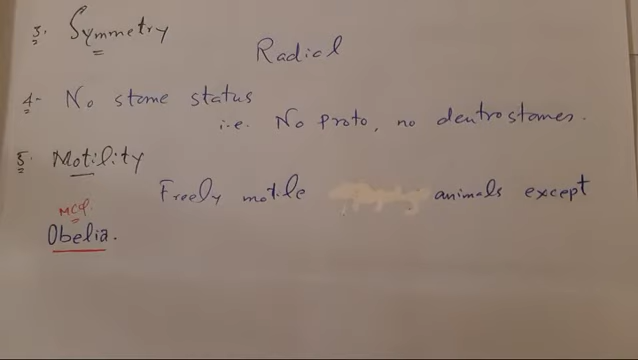 3. Symmetry
Radial
4- No stome status
i.e. No proto, no deutrostomes.
5. Motility
Freely motile animals except
MCQ.
Obelia.